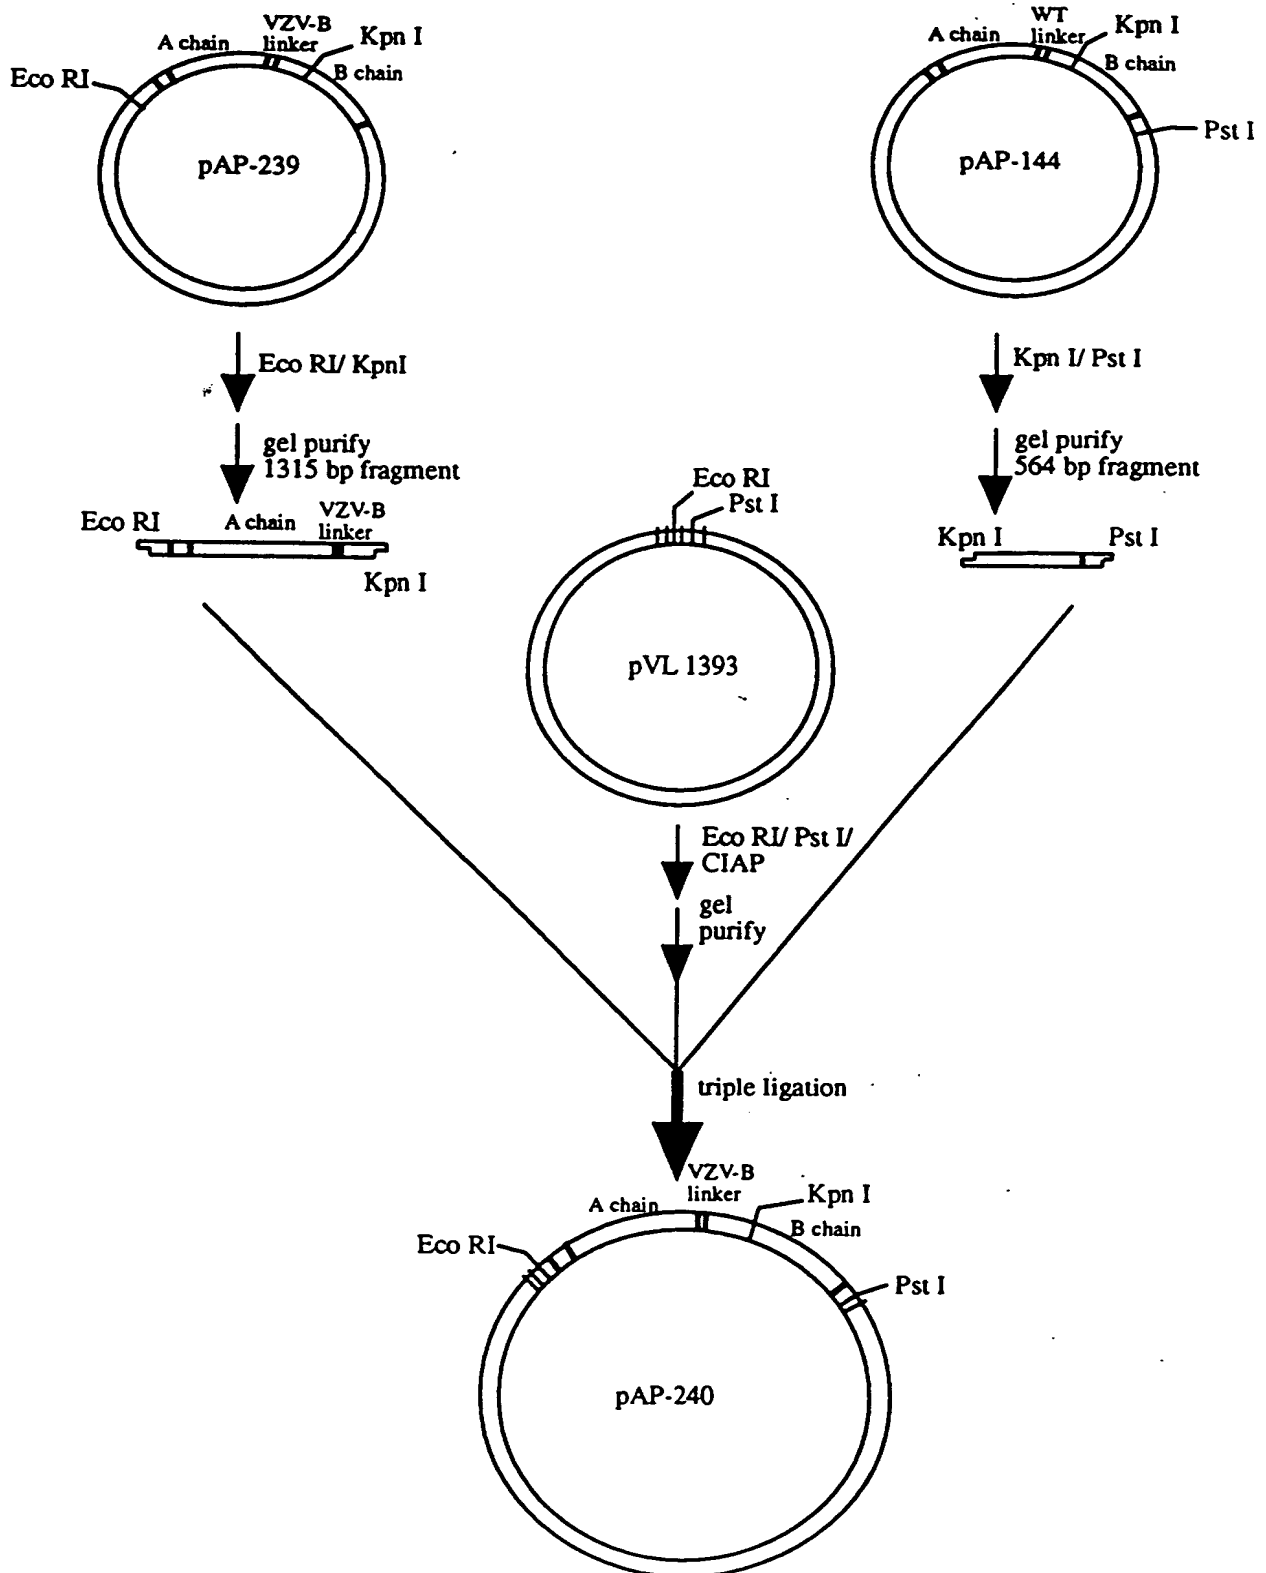 VZV-B
linker
A chain
Kpn I
B chain
Eco RI
pAP-239
WT
linker
A chain
Kpn I
B chain
Pst I
pAP-144
Eco RI/ KpnI
gel purify
1315 bp fragment
Kpn I/ Pst I
gel purify
564 bp fragment
Eco RI
A chain
VZV-B
linker
Kpn I
Eco RI
Pst I
Kpn I
Pst I
pVL 1393
Eco RI/ Pst I/
CIAP
gel
purify
triple ligation
VZV-B
linker
A chain
Kpn I
B chain
Eco RI
Pst I
pAP-240